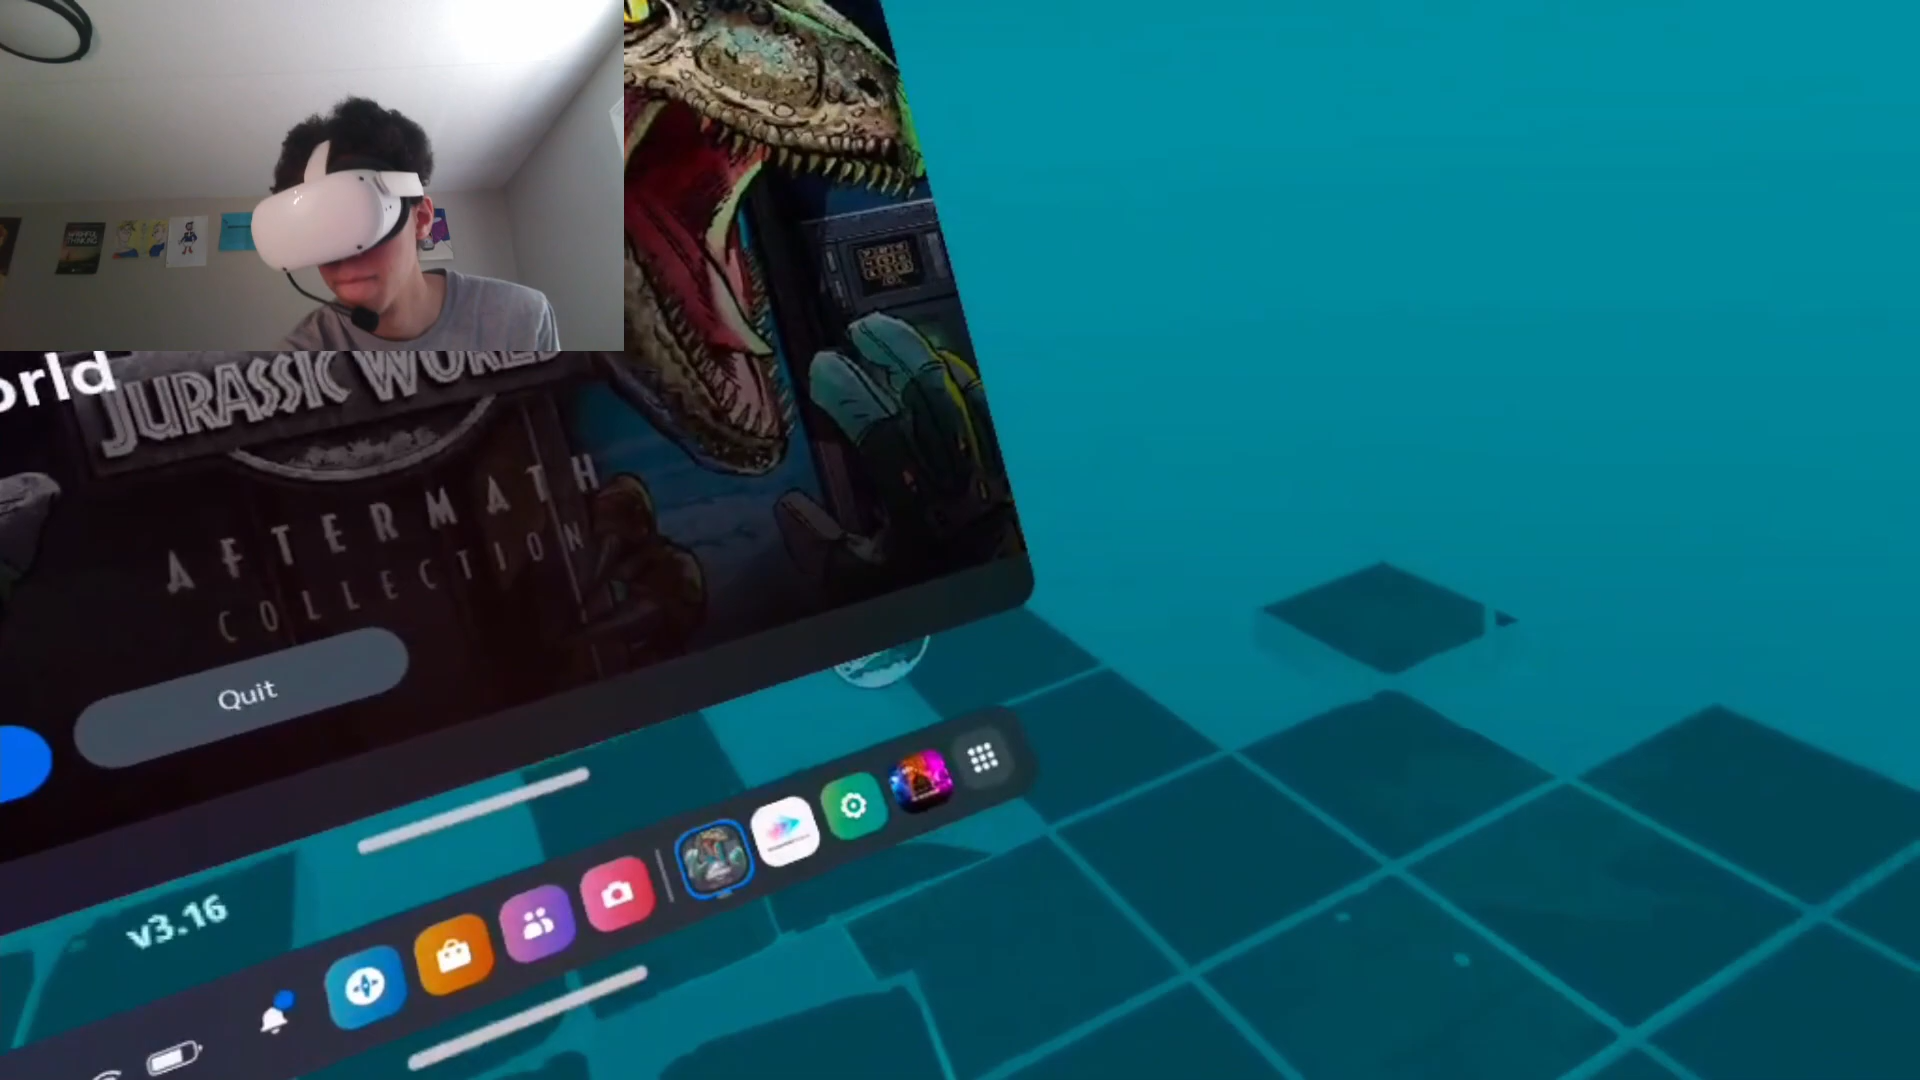 orld
JURASSIC WORLD
AFTERMATH
COLLECTION
Quit
v3.16